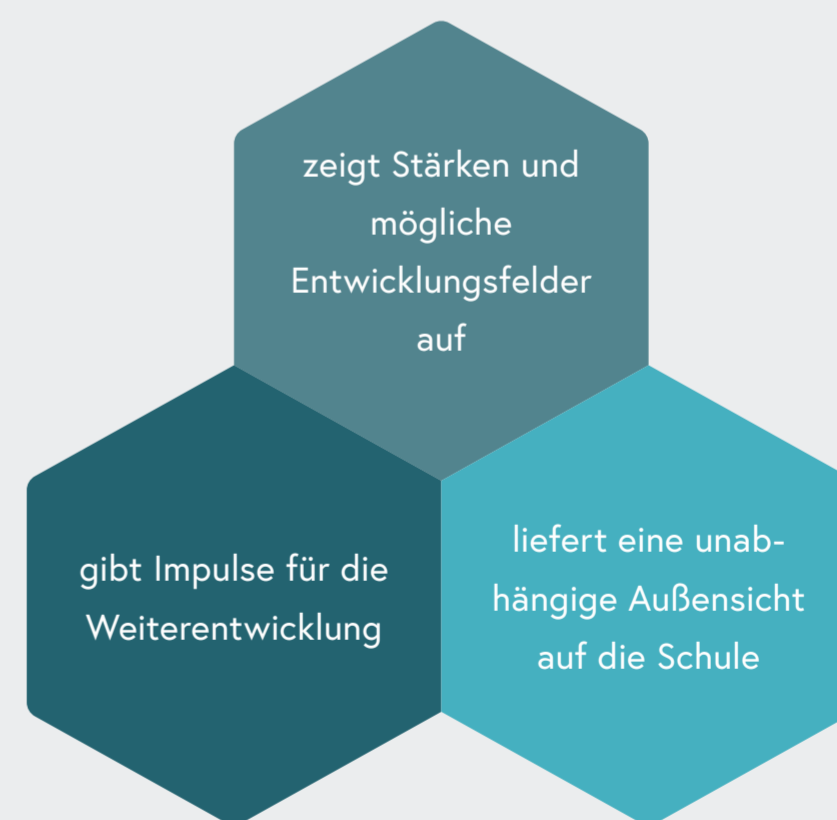 zeigt Stärken und
mögliche
Entwicklungsfelder
auf
gibt Impulse für die
Weiterentwicklung
liefert eine unab-
hängige Außensicht
auf die Schule